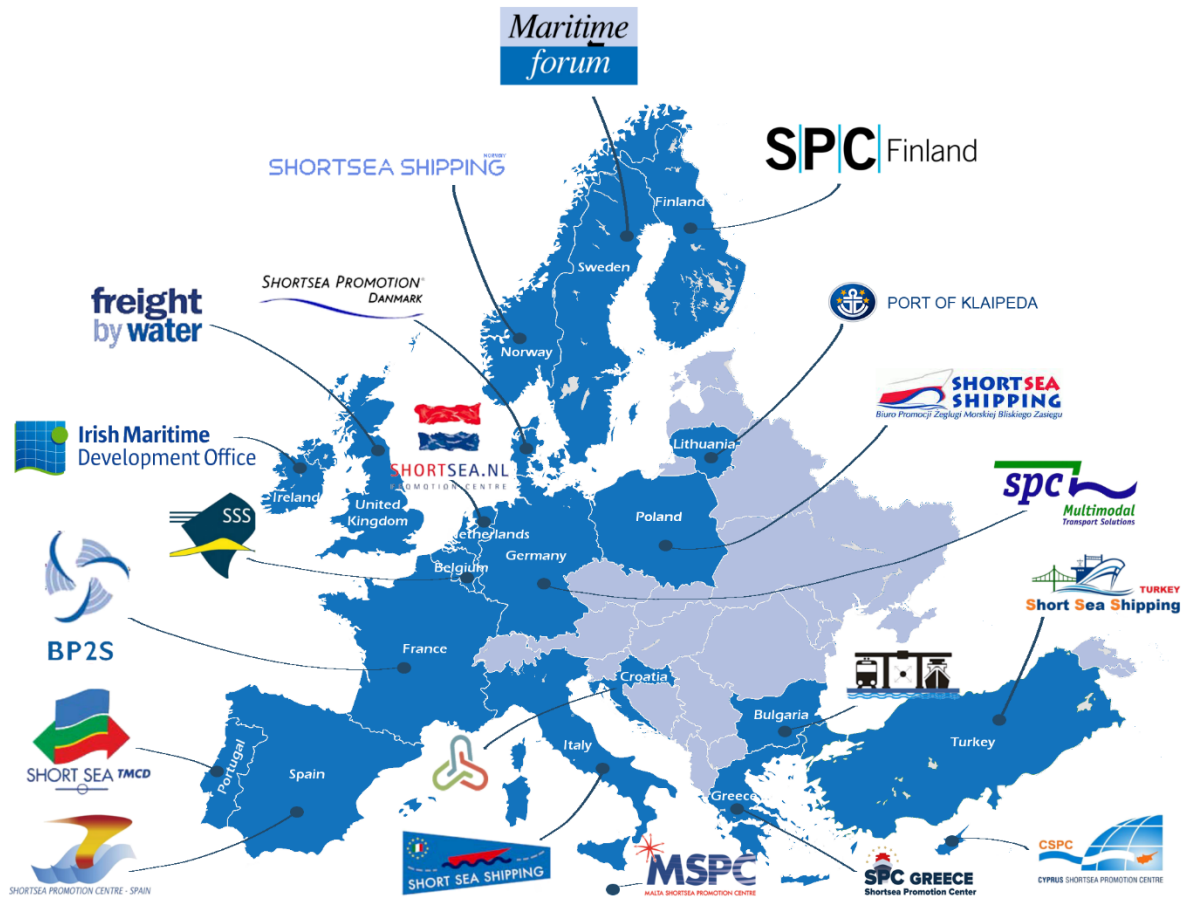 Maritime
forum
SHORTSEA SHIPPING
NORWAY
S|P|C| Finland
Finland
Sweden
SHORTSEA PROMOTION®
DANMARK
freight
by water
PORT OF KLAIPEDA
Norway
SHORTSEA
SHIPPING
Biuro Promocji Żeglugi Morskiej Bliskiego Zasięgu
Irish Maritime
Development Office
Lithuania
SHORTSEA.NL
PROMOTION CENTRE
Ireland
United
Kingdom
SSS
Poland
spc
Multimodal
Transport Solutions
Netherlands
Germany
Belgium
TURKEY
Short Sea Shipping
BP2S
France
Croatia
Bulgaria
Turkey
Italy
Portugal
Spain
SHORT SEA TMCD
Greece
SHORT SEA SHIPPING
MSPC
MALTA SHORTSEA PROMOTION CENTRE
SPC GREECE
Shortsea Promotion Center
CSPC
CYPRUS SHORTSEA PROMOTION CENTRE
SHORTSEA PROMOTION CENTRE - SPAIN